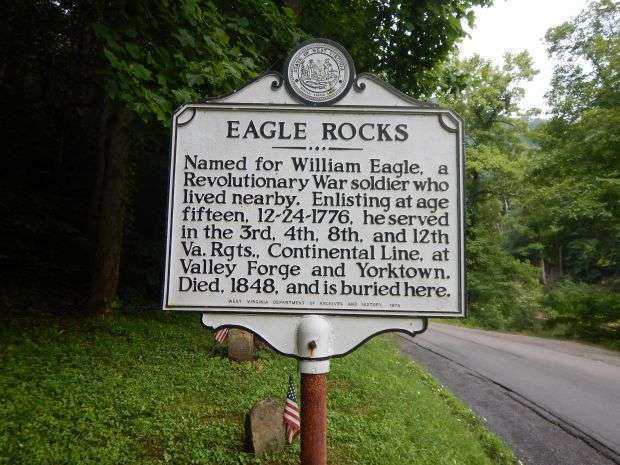 EAGLE ROCKS
Named for William Eagle, a
Revolutionary War soldier who
lived nearby. Enlisting at age
fifteen, 12-24-1776, he served
in the 3rd, 4th, 8th, and 12th
Va. Rgts., Continental Line, at
Valley Forge and Yorktown.
Died, 1848, and is buried here.
WEST VIRGINIA DEPARTMENT OF ARCHIVES AND HISTORY, 1974